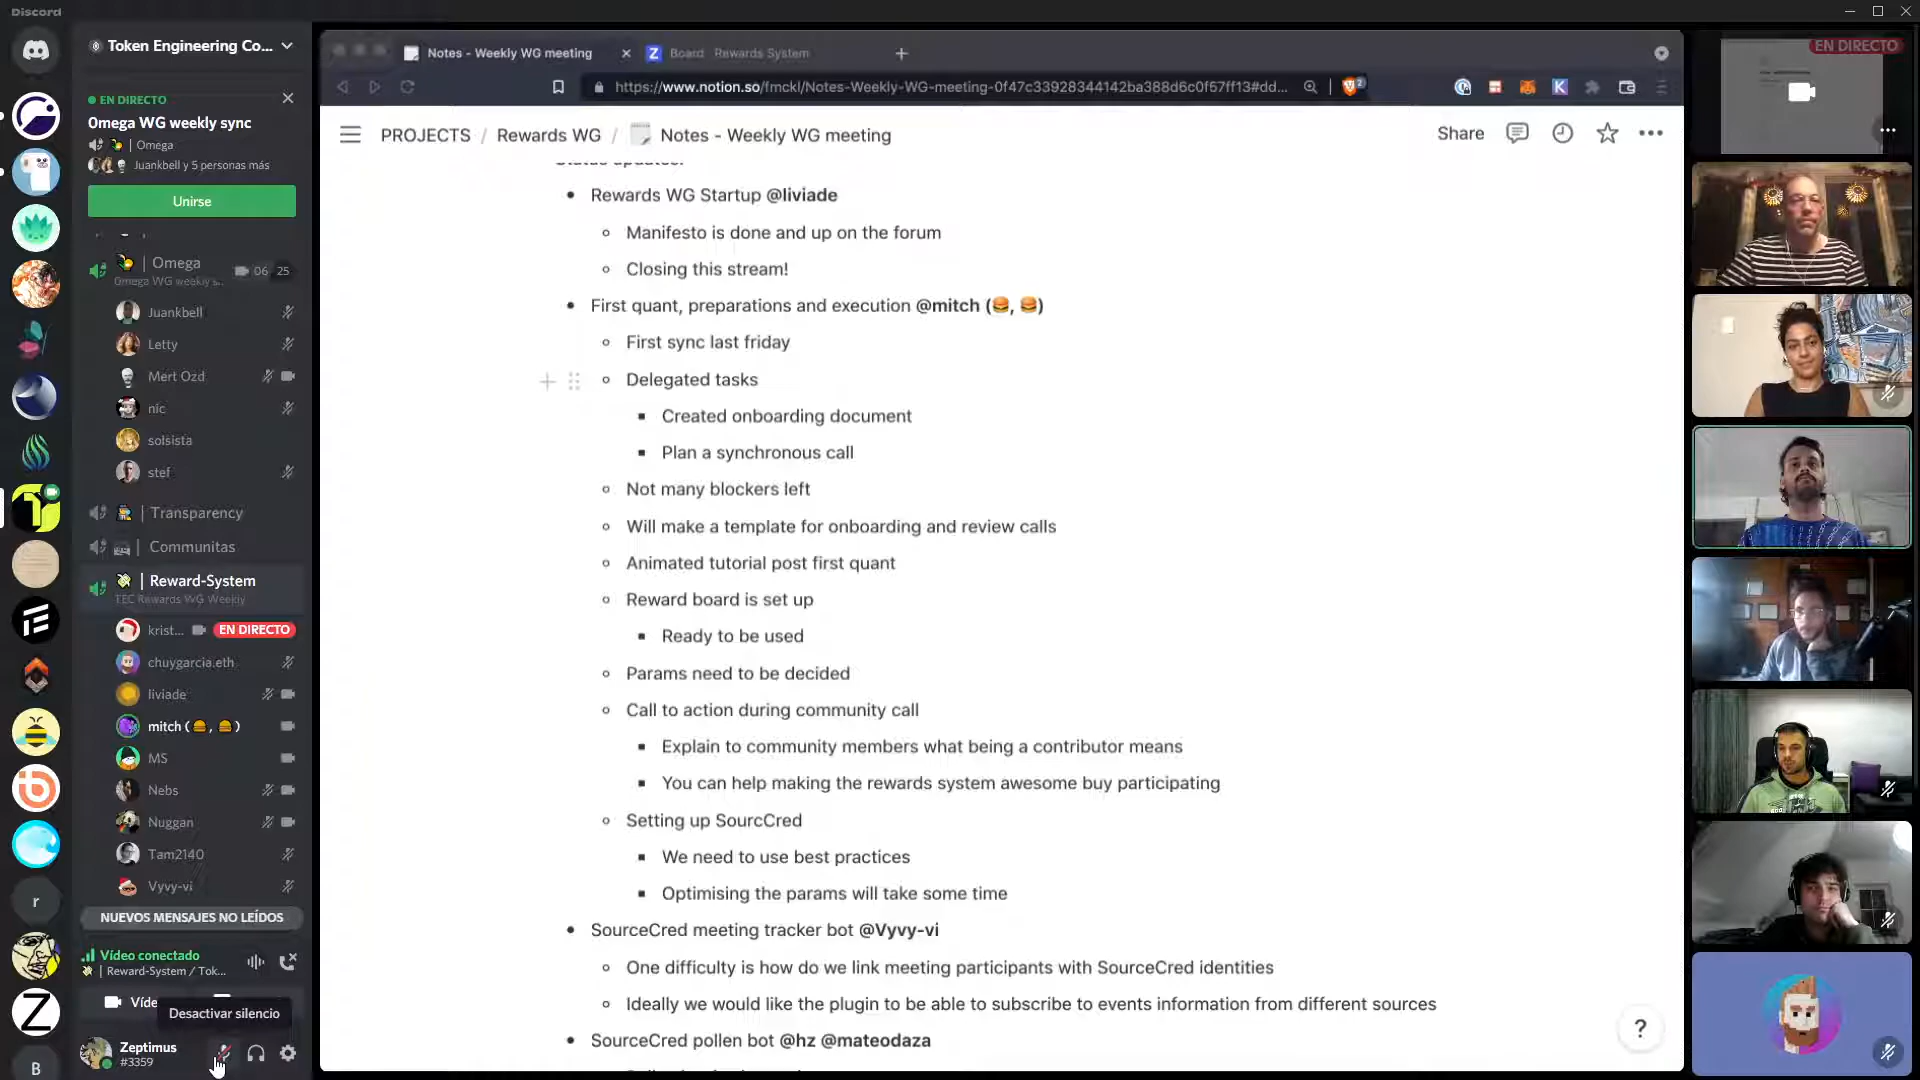 Discord
Token Engineering Co...
EN DIRECTO
Omega WG weekly sync
Omega
Juankbell y 5 personas más
Unirse
| Omega
06 25
Omega WG weekly s...
Juankbell
Letty
Mert Ozd
nic
solsista
stef
| Transparency
| Communitas
| Reward-System
TEC Rewards WG Weekly
krist...
EN DIRECTO
chuygarcia.eth
liviade
mitch (🍔, 🍔)
MS
Nebs
Nuggan
Tam2140
Vyvy-vi
NUEVOS MENSAJES NO LEÍDOS
Vídeo conectado
| Reward-System / Tok...
Víde
Desactivar silencio
Zeptimus
#3359
r
B
Notes - Weekly WG meeting
Board Rewards System
https://www.notion.so/fmckl/Notes-Weekly-WG-meeting-0f47c33928344142ba388d6c0f57ff13#dd...
PROJECTS / Rewards WG / Notes - Weekly WG meeting
Share
Status updates:
• Rewards WG Startup @liviade
◦ Manifesto is done and up on the forum
◦ Closing this stream!
• First quant, preparations and execution @mitch (🍔, 🍔)
◦ First sync last friday
◦ Delegated tasks
▪ Created onboarding document
▪ Plan a synchronous call
◦ Not many blockers left
◦ Will make a template for onboarding and review calls
◦ Animated tutorial post first quant
◦ Reward board is set up
▪ Ready to be used
◦ Params need to be decided
◦ Call to action during community call
▪ Explain to community members what being a contributor means
▪ You can help making the rewards system awesome buy participating
◦ Setting up SourcCred
▪ We need to use best practices
▪ Optimising the params will take some time
• SourceCred meeting tracker bot @Vyvy-vi
◦ One difficulty is how do we link meeting participants with SourceCred identities
◦ Ideally we would like the plugin to be able to subscribe to events information from different sources
• SourceCred pollen bot @hz @mateodaza
?
EN DIRECTO